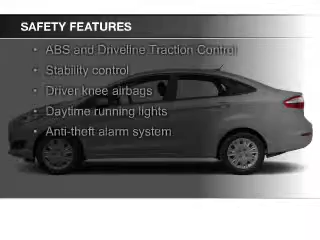 SAFETY FEATURES
• ABS and Driveline Traction Control
• Stability control
• Driver knee airbags
• Daytime running lights
• Anti-theft alarm system